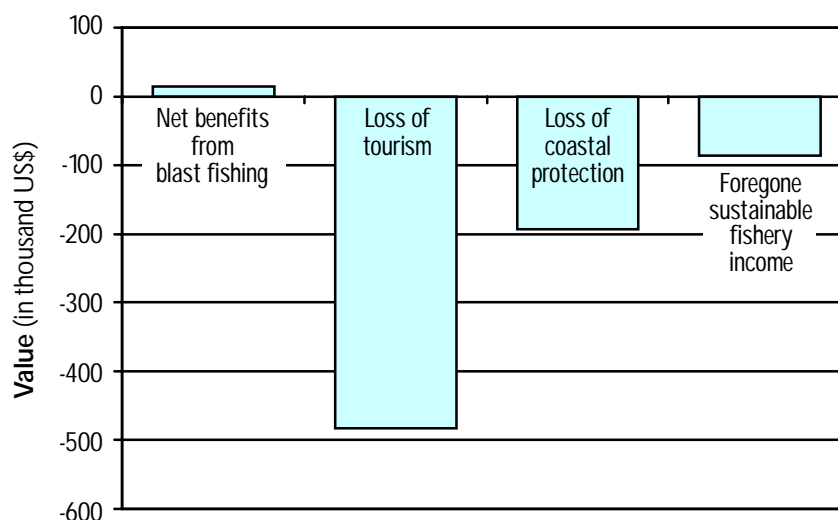 100
0
-100
-200
-300
-400
-500
-600
Value (in thousand US$)
Net benefits
from
blast fishing
Loss of
tourism
Loss of
coastal
protection
Foregone
sustainable
fishery
income